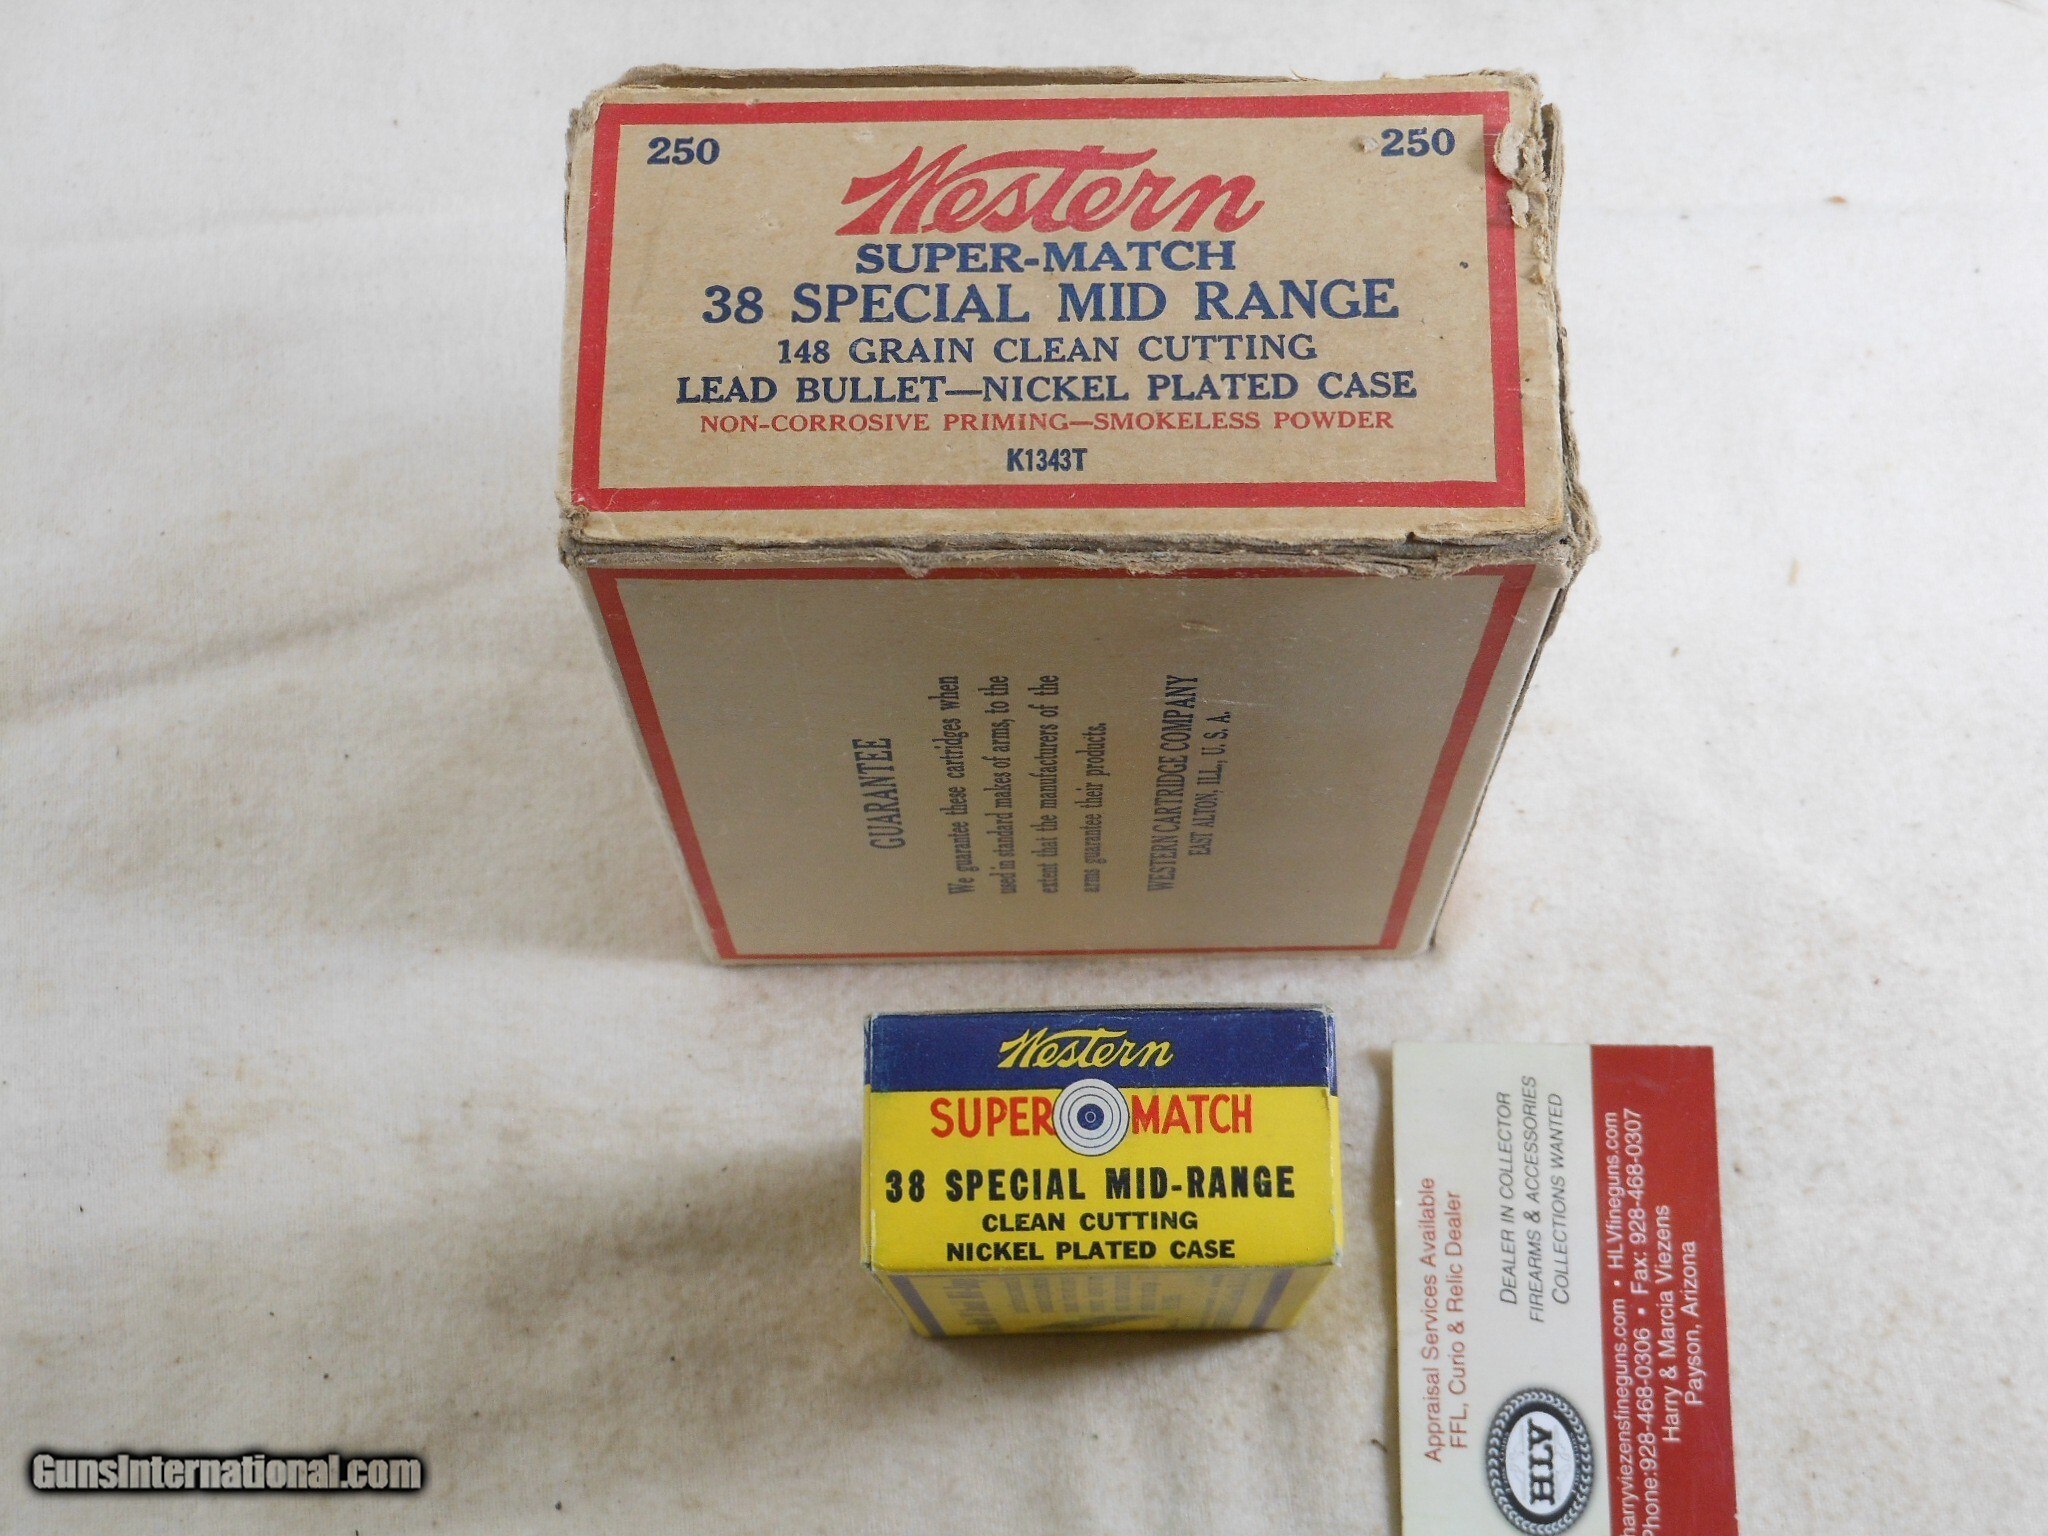 250
250
Western
SUPER-MATCH
38 SPECIAL MID RANGE
148 GRAIN CLEAN CUTTING
LEAD BULLET—NICKEL PLATED CASE
NON-CORROSIVE PRIMING—SMOKELESS POWDER
K1343T
GUARANTEE
We guarantee these cartridges when
used in standard makes of arms, to the
extent that the manufacturers of the
arms guarantee their products.
WESTERN CARTRIDGE COMPANY
EAST ALTON, ILL., U. S. A.
Western
SUPER MATCH
38 SPECIAL MID-RANGE
CLEAN CUTTING
NICKEL PLATED CASE
Appraisal Services Available
FFL, Curio & Relic Dealer
DEALER IN COLLECTOR
FIREARMS & ACCESSORIES
COLLECTIONS WANTED
HLV
harryviezensfineguns.com • HLVfineguns.com
Phone:928-468-0306 • Fax: 928-468-0307
Harry & Marcia Viezens
Payson, Arizona
GunsInternational.com